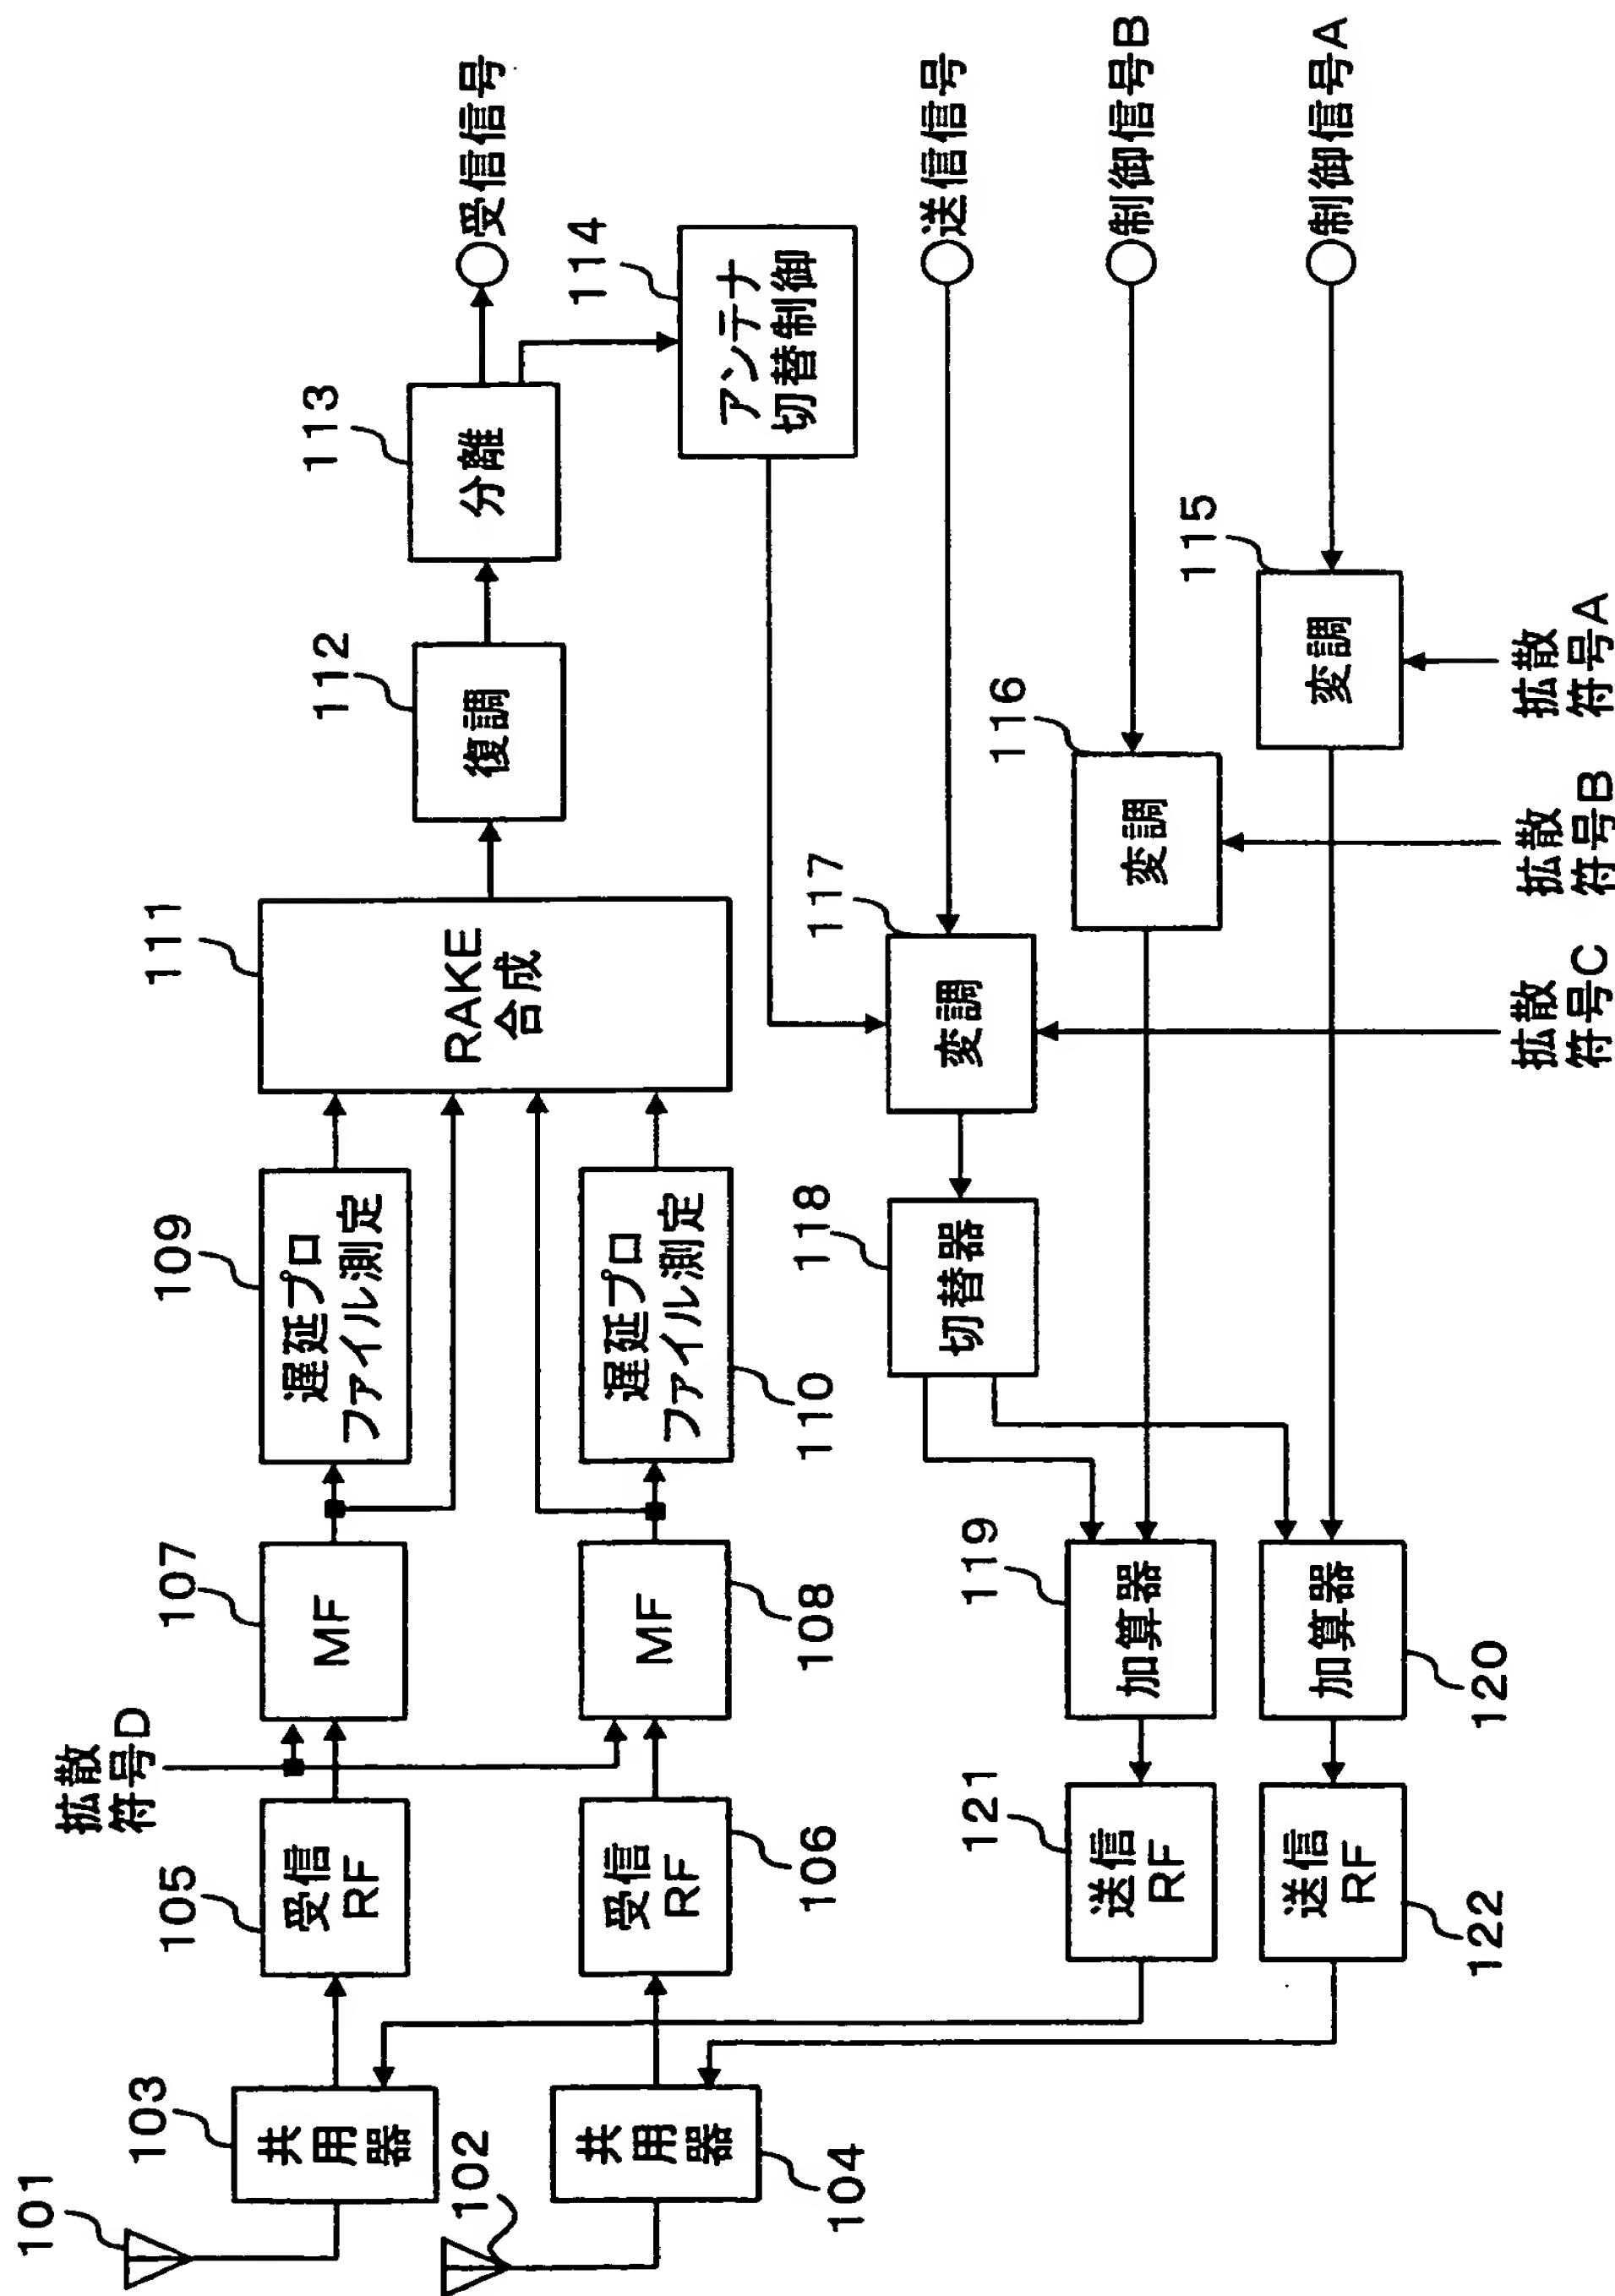 101
102
103
共
用
器
104
共
用
器
105
受信
RF
106
受信
RF
拡散
符号D
107
MF
108
MF
109
遅延プロ
ファイル測定
110
遅延プロ
ファイル測定
111
RAKE
合成
112
復調
113
分離
受信信号
114
アンテナ
切替制御
送信信号
制御信号B
制御信号A
115
変調
拡散
符号A
116
変調
拡散
符号B
117
変調
拡散
符号C
118
切替器
119
加算器
120
加算器
121
送信
RF
122
送信
RF